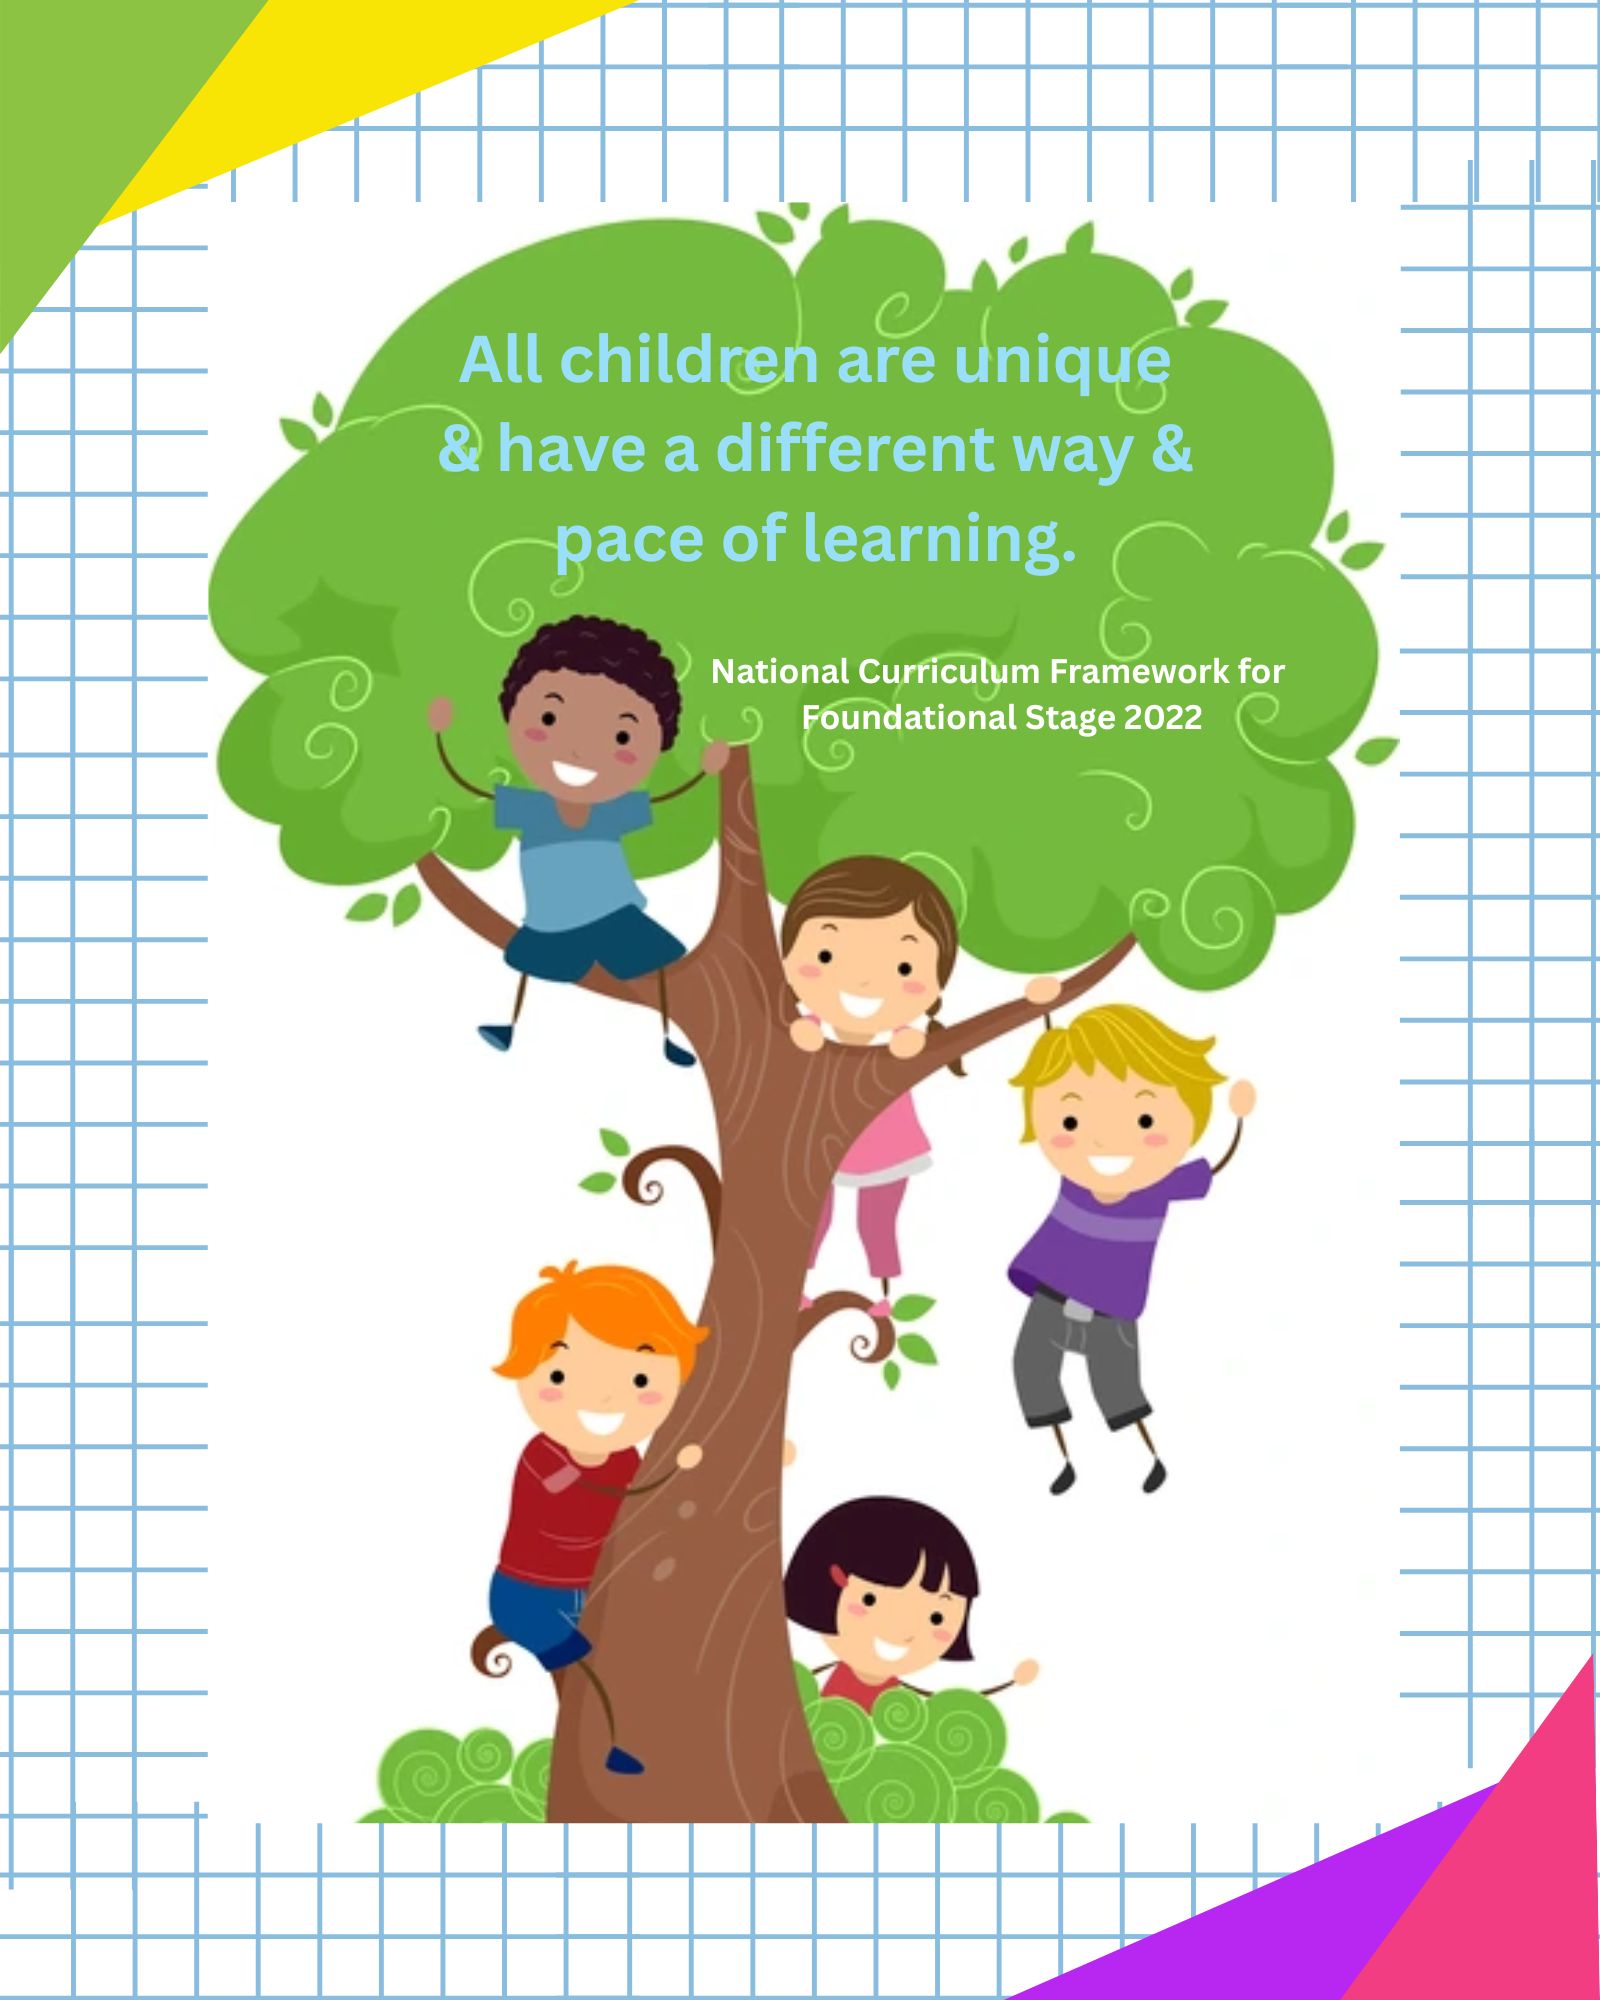 All children are unique
& have a different way &
pace of learning.
National Curriculum Framework for
Foundational Stage 2022